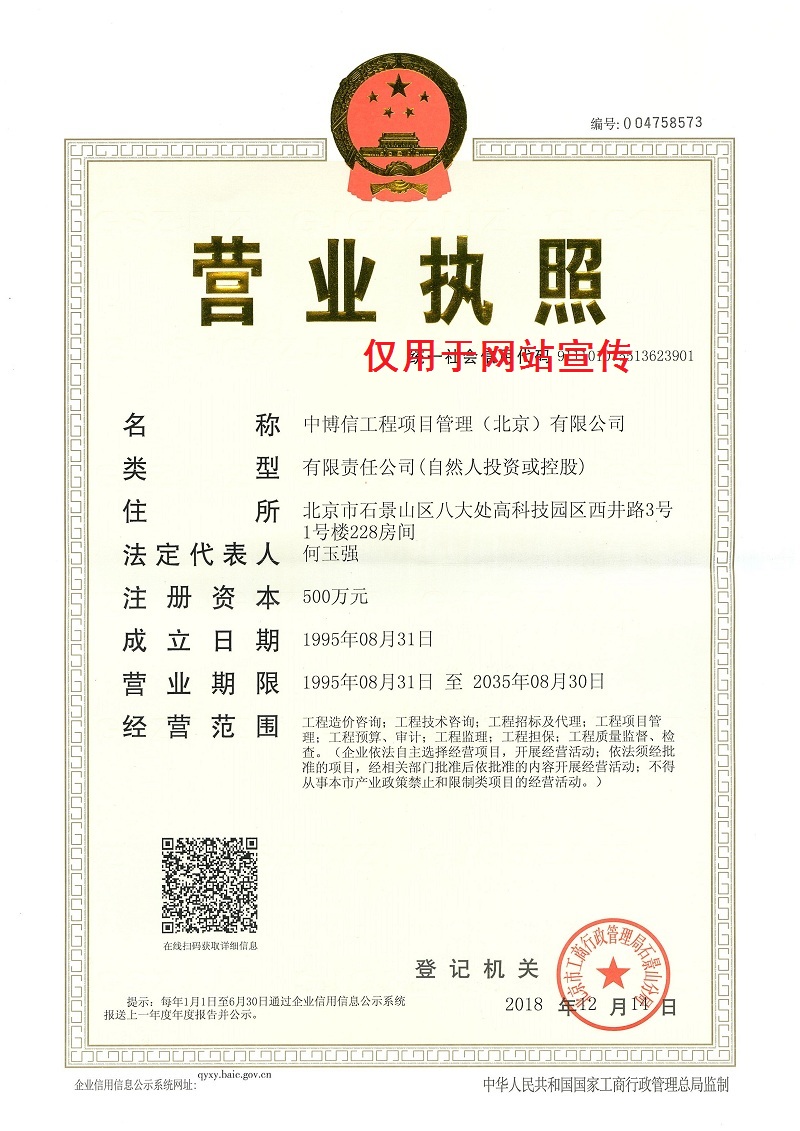 编号: 004758573
营业执照
仅用于网站宣传
统一社会信用代码
名称 中博信工程项目管理（北京）有限公司
类型 有限责任公司(自然人投资或控股)
住所 北京市石景山区八大处高科技园区西井路3号
1号楼228房间
法定代表人 何玉强
注册资本 500万元
成立日期 1995年08月31日
营业期限 1995年08月31日 至 2035年08月30日
经营范围 工程造价咨询；工程技术咨询；工程招标及代理；工程项目管
理；工程预算、审计；工程监理；工程担保；工程质量监督、检
查。（企业依法自主选择经营项目，开展经营活动；依法须经批
准的项目，经相关部门批准后依批准的内容开展经营活动；不得
从事本市产业政策禁止和限制类项目的经营活动。）
在线扫码获取详细信息
登记机关
北京市工商行政管理局石景山分局
2018 年12 月14 日
提示：每年1月1日至6月30日通过企业信用信息公示系统
报送上一年度年度报告并公示。
企业信用信息公示系统网址: qyxy.baic.gov.cn
中华人民共和国国家工商行政管理总局监制